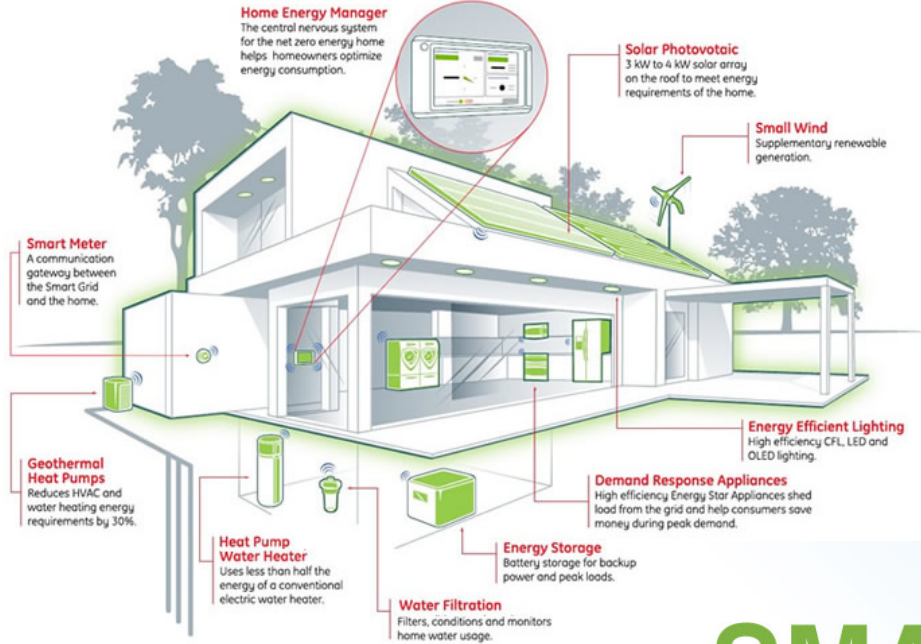 Home Energy Manager
The central nervous system
for the net zero energy home
helps homeowners optimize
energy consumption.
Solar Photovotaic
3 kW to 4 kW solar array
on the roof to meet energy
requirements of the home.
Small Wind
Supplementary renewable
generation.
Smart Meter
A communication
gateway between
the Smart Grid
and the home.
Geothermal
Heat Pumps
Reduces HVAC and
water heating energy
requirements by 30%.
Heat Pump
Water Heater
Uses less than half the
energy of a conventional
electric water heater.
Water Filtration
Filters, conditions and monitors
home water usage.
Energy Storage
Battery storage for backup
power and peak loads.
Demand Response Appliances
High efficiency Energy Star Appliances shed
load from the grid and help consumers save
money during peak demand.
Energy Efficient Lighting
High efficiency CFL, LED and
OLED lighting.